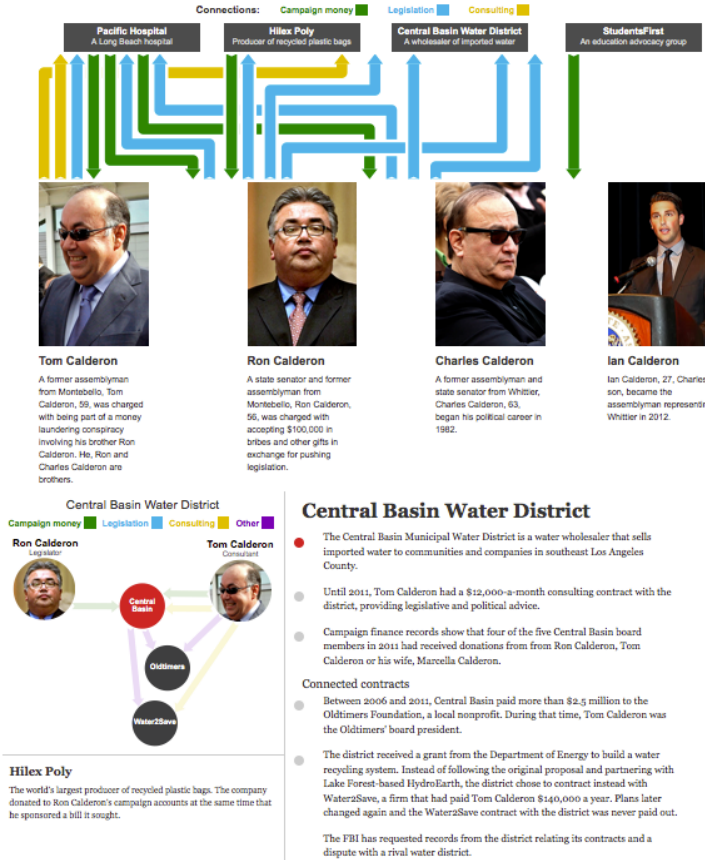 Connections: Campaign money Legislation Consulting
Pacific Hospital
A Long Beach hospital
Hilex Poly
Producer of recycled plastic bags
Central Basin Water District
A wholesaler of imported water
StudentsFirst
An education advocacy group
Tom Calderon
A former assemblyman
from Montebello, Tom
Calderon, 59, was charged
with being part of a money
laundering conspiracy
involving his brother Ron
Calderon. He, Ron and
Charles Calderon are
brothers.
Ron Calderon
A state senator and former
assemblyman from
Montebello, Ron Calderon,
56, was charged with
accepting $100,000 in
bribes and other gifts in
exchange for pushing
legislation.
Charles Calderon
A former assemblyman and
state senator from Whittier,
Charles Calderon, 63,
began his political career in
1982.
Ian Calderon
Ian Calderon, 27, Charles
son, became the
assemblyman representin
Whittier in 2012.
Central Basin Water District
Campaign money Legislation Consulting Other
Ron Calderon
Legislator
Tom Calderon
Consultant
Central
Basin
Oldtimers
Water2Save
Hilex Poly
The world's largest producer of recycled plastic bags. The company
donated to Ron Calderon's campaign accounts at the same time that
he sponsored a bill it sought.
Central Basin Water District
The Central Basin Municipal Water District is a water wholesaler that sells
imported water to communities and companies in southeast Los Angeles
County.
Until 2011, Tom Calderon had a $12,000-a-month consulting contract with the
district, providing legislative and political advice.
Campaign finance records show that four of the five Central Basin board
members in 2011 had received donations from from Ron Calderon, Tom
Calderon or his wife, Marcella Calderon.
Connected contracts
Between 2006 and 2011, Central Basin paid more than $2.5 million to the
Oldtimers Foundation, a local nonprofit. During that time, Tom Calderon was
the Oldtimers' board president.
The district received a grant from the Department of Energy to build a water
recycling system. Instead of following the original proposal and partnering with
Lake Forest-based HydroEarth, the district chose to contract instead with
Water2Save, a firm that had paid Tom Calderon $140,000 a year. Plans later
changed again and the Water2Save contract with the district was never paid out.
The FBI has requested records from the district relating its contracts and a
dispute with a rival water district.